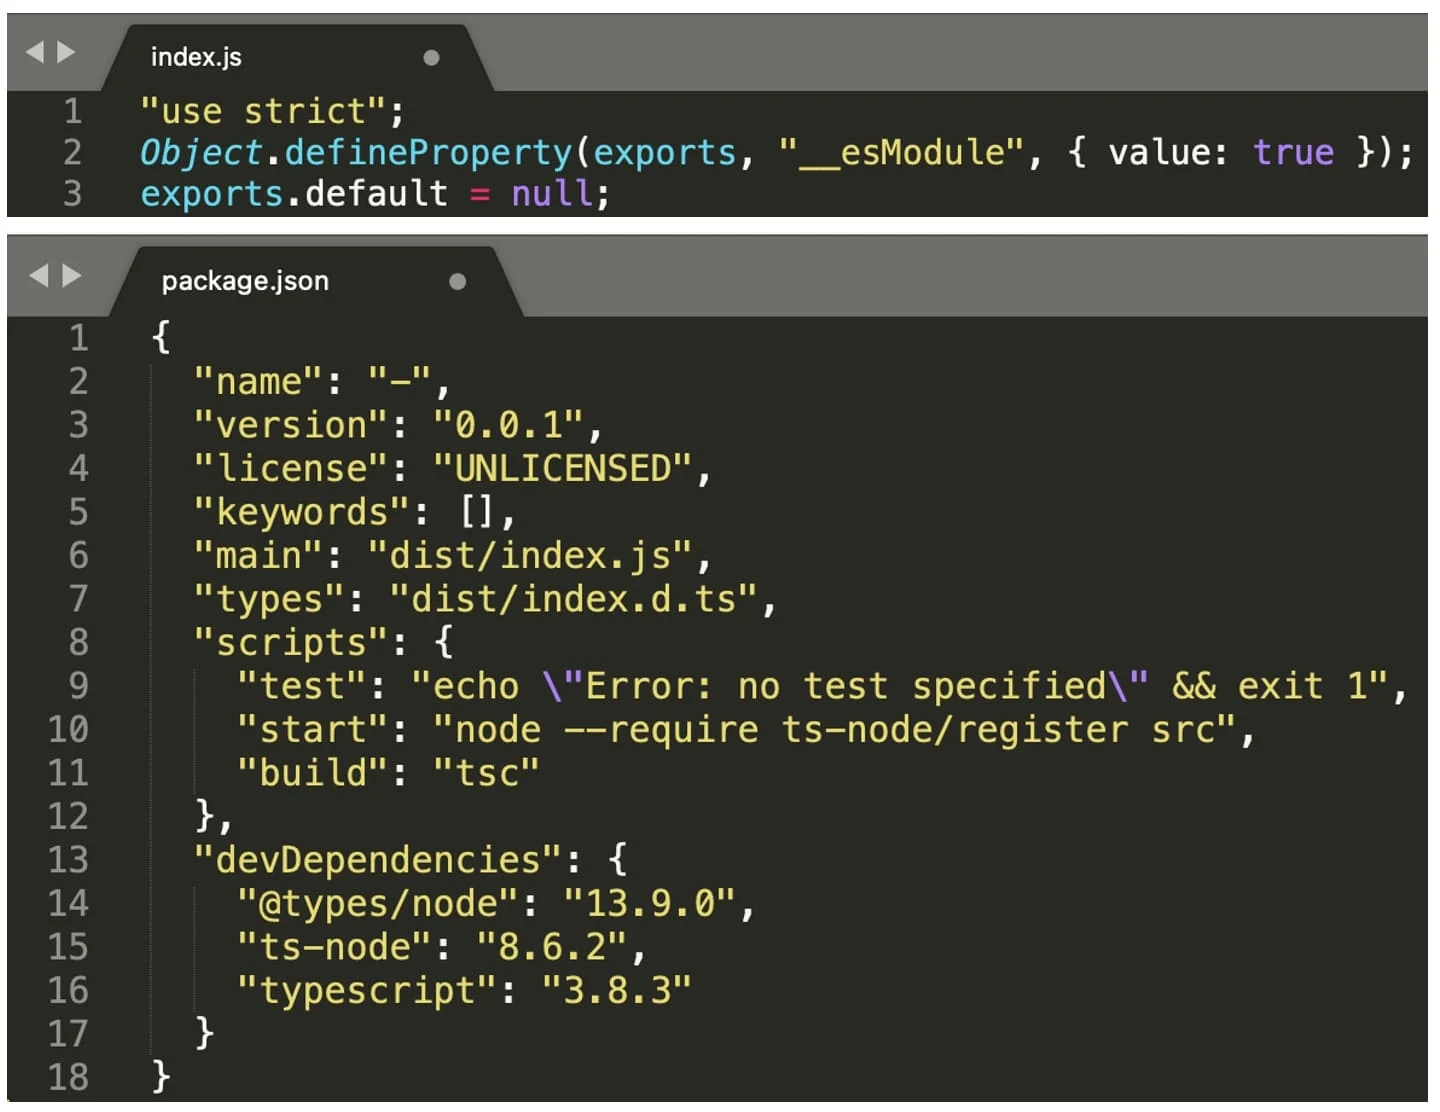 index.js
1 "use strict";
2 Object.defineProperty(exports, "__esModule", { value: true });
3 exports.default = null;
package.json
1 {
2 "name": "-",
3 "version": "0.0.1",
4 "license": "UNLICENSED",
5 "keywords": [],
6 "main": "dist/index.js",
7 "types": "dist/index.d.ts",
8 "scripts": {
9 "test": "echo \"Error: no test specified\" && exit 1",
10 "start": "node --require ts-node/register src",
11 "build": "tsc"
12 },
13 "devDependencies": {
14 "@types/node": "13.9.0",
15 "ts-node": "8.6.2",
16 "typescript": "3.8.3"
17 }
18 }